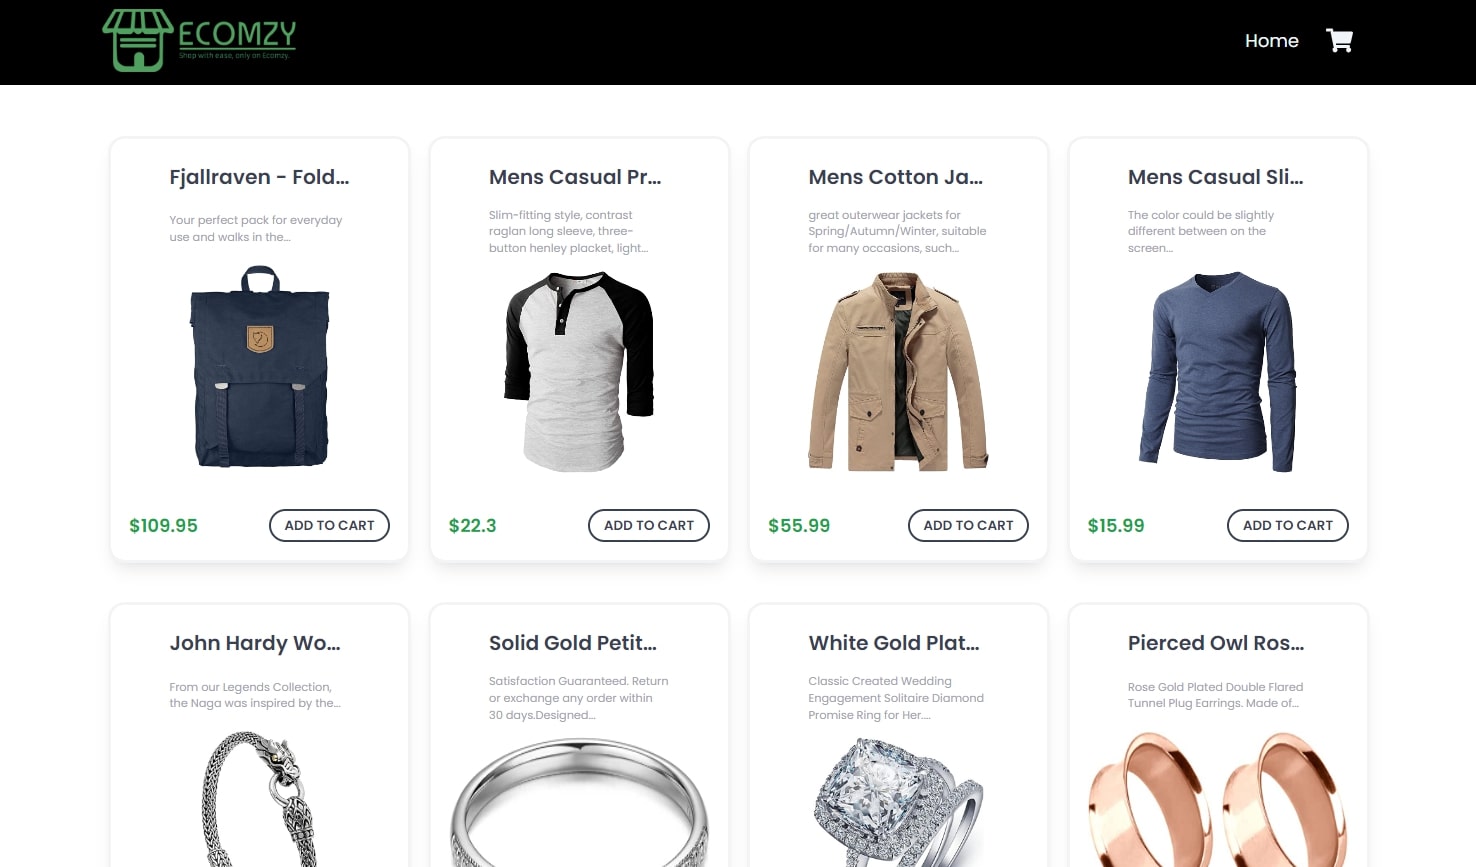 ECOMZY
Shop with ease, only on Ecomzy.
Home
Fjallraven - Fold...
Your perfect pack for everyday
use and walks in the...
$109.95
ADD TO CART
Mens Casual Pr...
Slim-fitting style, contrast
raglan long sleeve, three-
button henley placket, light...
$22.3
ADD TO CART
Mens Cotton Ja...
great outerwear jackets for
Spring/Autumn/Winter, suitable
for many occasions, such...
$55.99
ADD TO CART
Mens Casual Sli...
The color could be slightly
different between on the
screen...
$15.99
ADD TO CART
John Hardy Wo...
From our Legends Collection,
the Naga was inspired by the...
Solid Gold Petit...
Satisfaction Guaranteed. Return
or exchange any order within
30 days.Designed...
White Gold Plat...
Classic Created Wedding
Engagement Solitaire Diamond
Promise Ring for Her....
Pierced Owl Ros...
Rose Gold Plated Double Flared
Tunnel Plug Earrings. Made of...